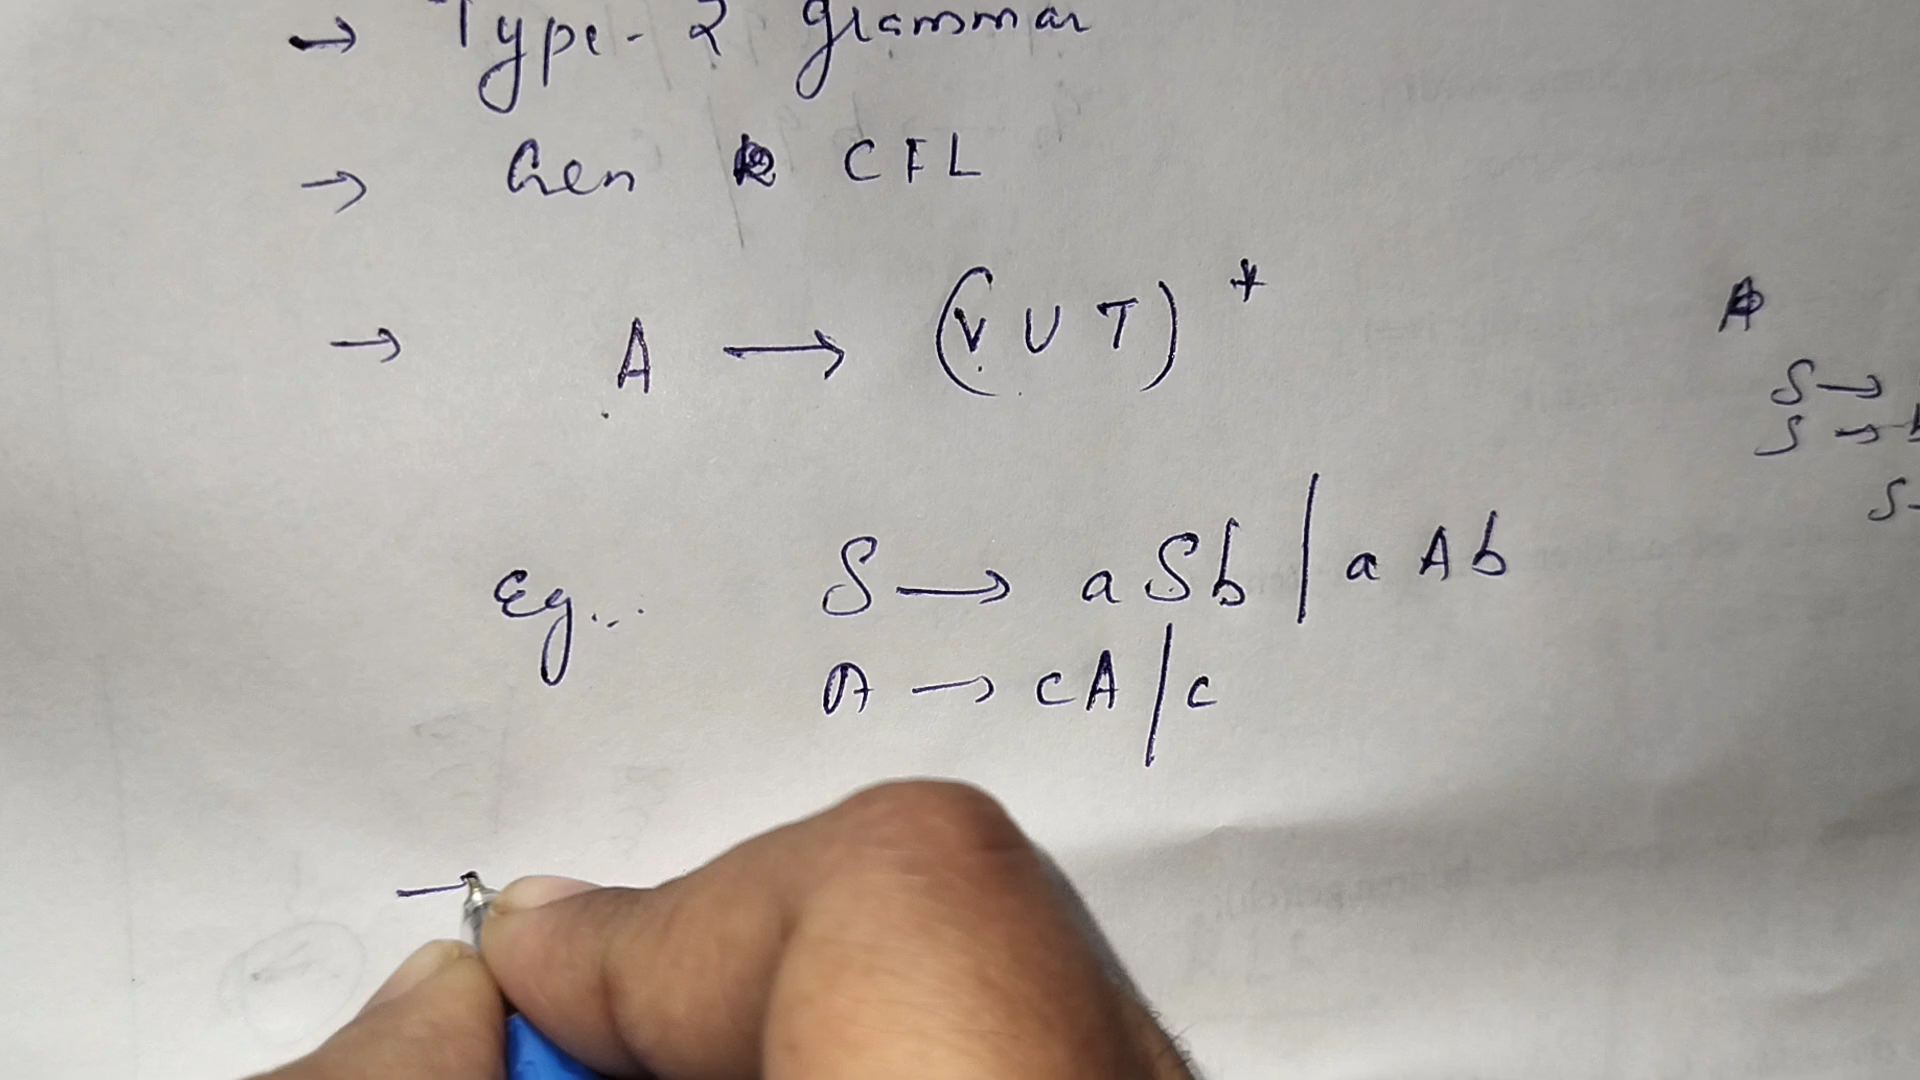 → Type-2 Grammar
→ Gen CFL
→ A → (V U T)*
A
S →
S → b
S-
Eg... S → aSb | aAb
A → cA | c